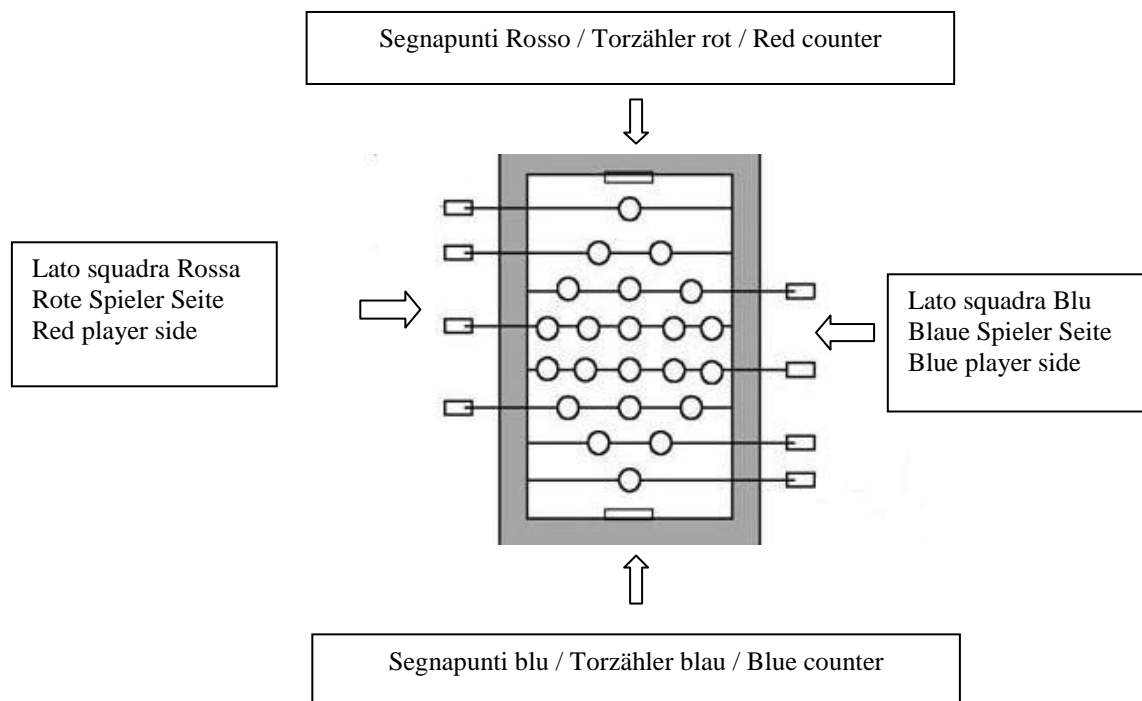 Segnapunti Rosso / Torzähler rot / Red counter
Lato squadra Rossa
Rote Spieler Seite
Red player side
Lato squadra Blu
Blaue Spieler Seite
Blue player side
Segnapunti blu / Torzähler blau / Blue counter